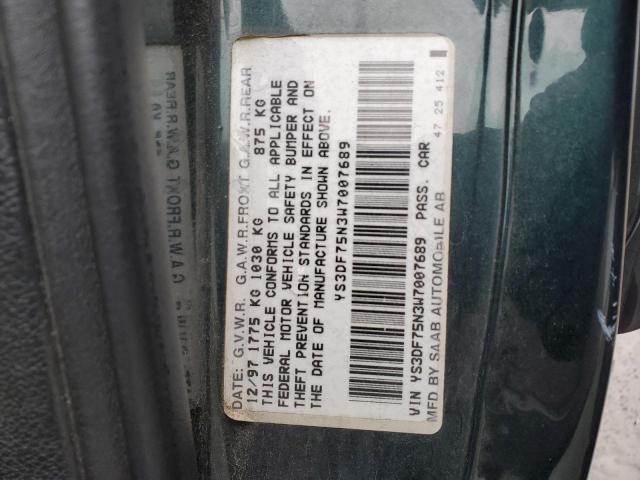 DATE: G.V.W.R. G.A.W.R.FRONT G.A.W.R.REAR
12/97 1775 KG 1030 KG 875 KG
THIS VEHICLE CONFORMS TO ALL APPLICABLE
FEDERAL MOTOR VEHICLE SAFETY BUMPER AND
THEFT PREVENTION STANDARDS IN EFFECT ON
THE DATE OF MANUFACTURE SHOWN ABOVE.
YS3DF75N3W7007689
VIN YS3DF75N3W7007689 PASS. CAR
MFD BY SAAB AUTOMOBILE AB 47 25 412
G.A.W.R.FRONT G.A.W.R.REAR